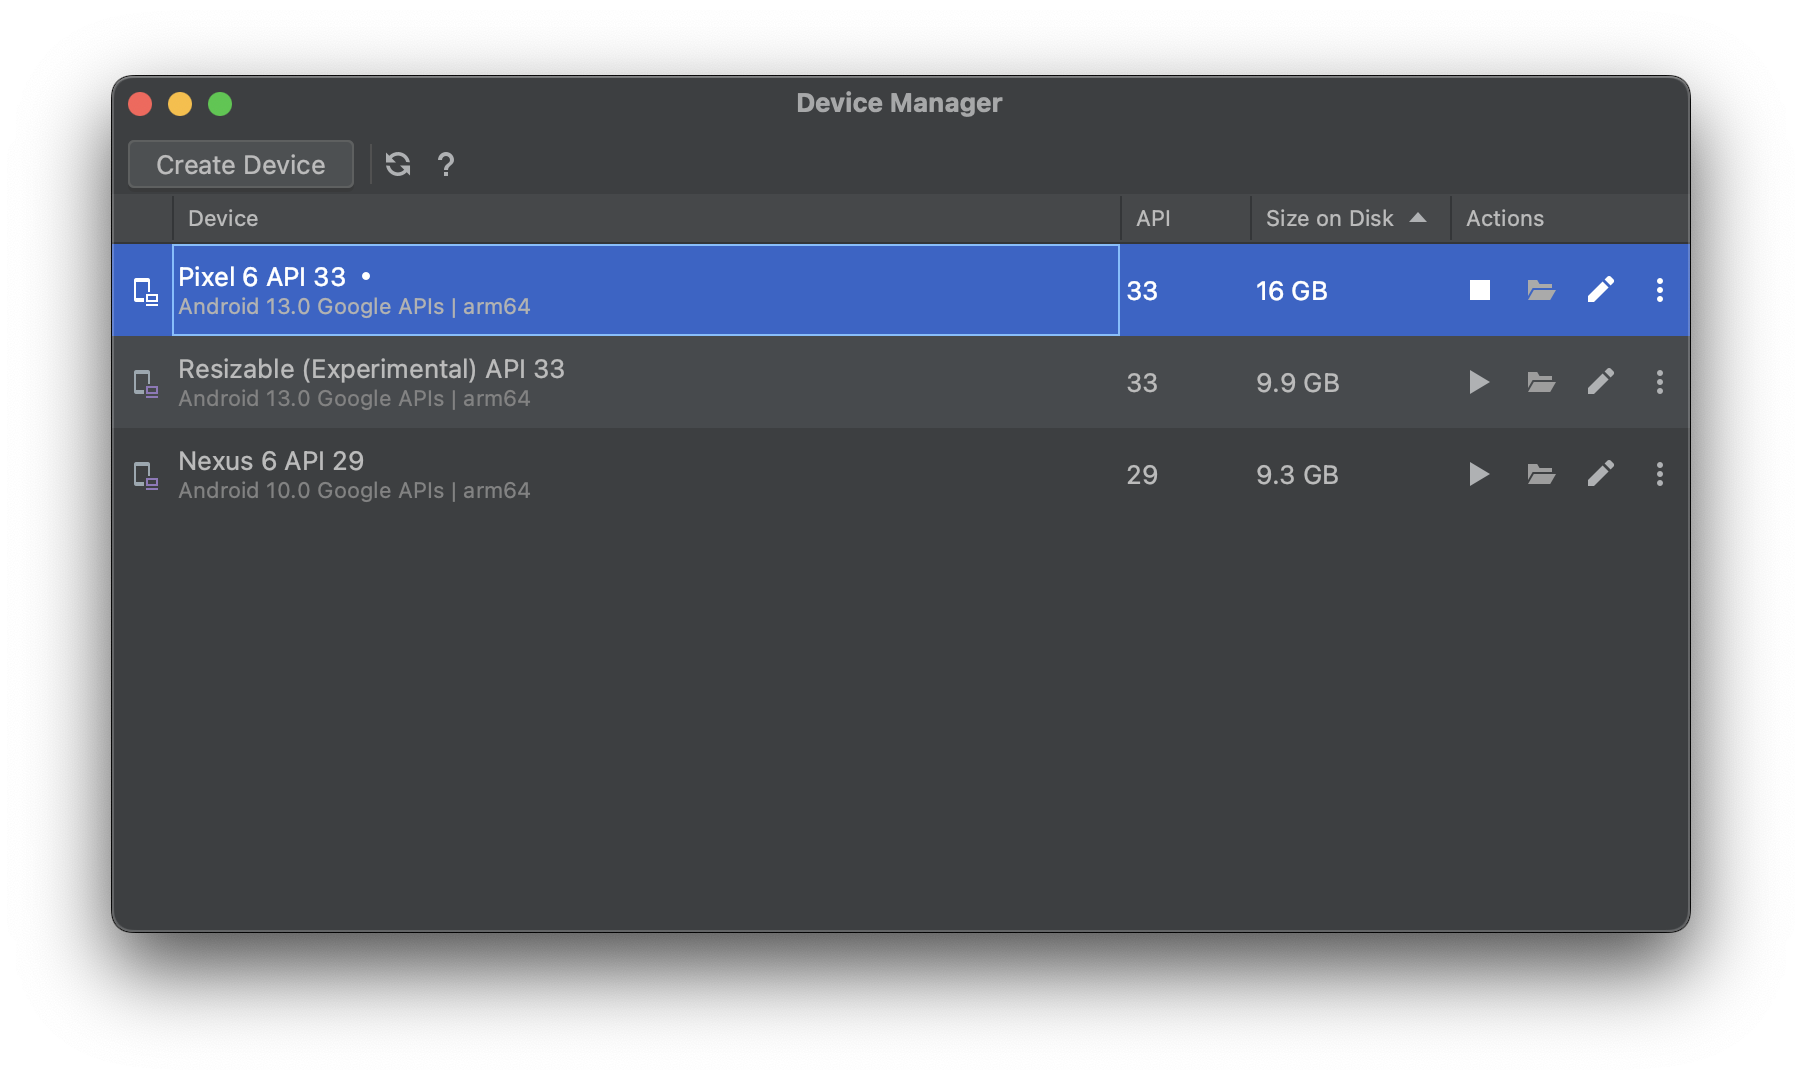 Device Manager
Create Device ?
Device API Size on Disk Actions
Pixel 6 API 33 •
Android 13.0 Google APIs | arm64
33 16 GB
Resizable (Experimental) API 33
Android 13.0 Google APIs | arm64
33 9.9 GB
Nexus 6 API 29
Android 10.0 Google APIs | arm64
29 9.3 GB